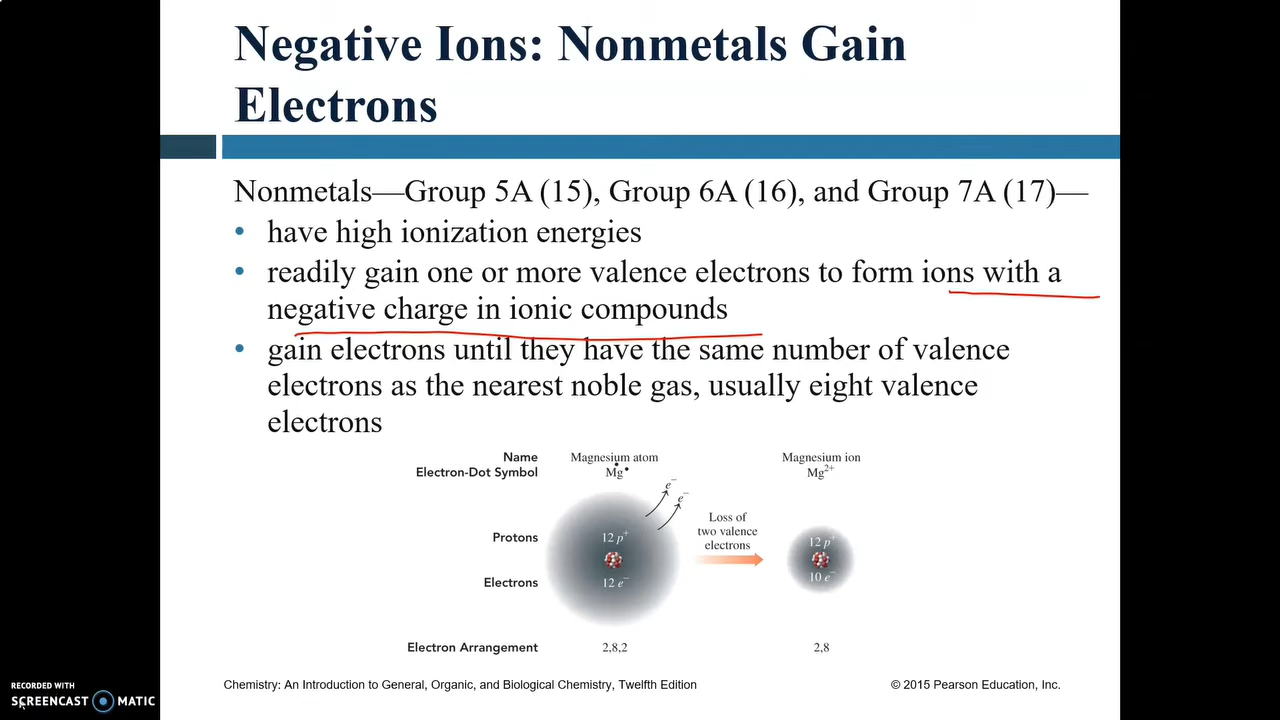 Negative Ions: Nonmetals Gain
Electrons
Nonmetals—Group 5A (15), Group 6A (16), and Group 7A (17)—
• have high ionization energies
• readily gain one or more valence electrons to form ions with a
negative charge in ionic compounds
• gain electrons until they have the same number of valence
electrons as the nearest noble gas, usually eight valence
electrons
Name Magnesium atom Magnesium ion
Electron-Dot Symbol Mg Mg²⁺
e⁻
e⁻
Loss of
two valence
electrons
Protons 12 p⁺ 12 p⁺
Electrons 12 e⁻ 10 e⁻
Electron Arrangement 2,8,2 2,8
Chemistry: An Introduction to General, Organic, and Biological Chemistry, Twelfth Edition © 2015 Pearson Education, Inc.
RECORDED WITH
SCREENCAST MATIC